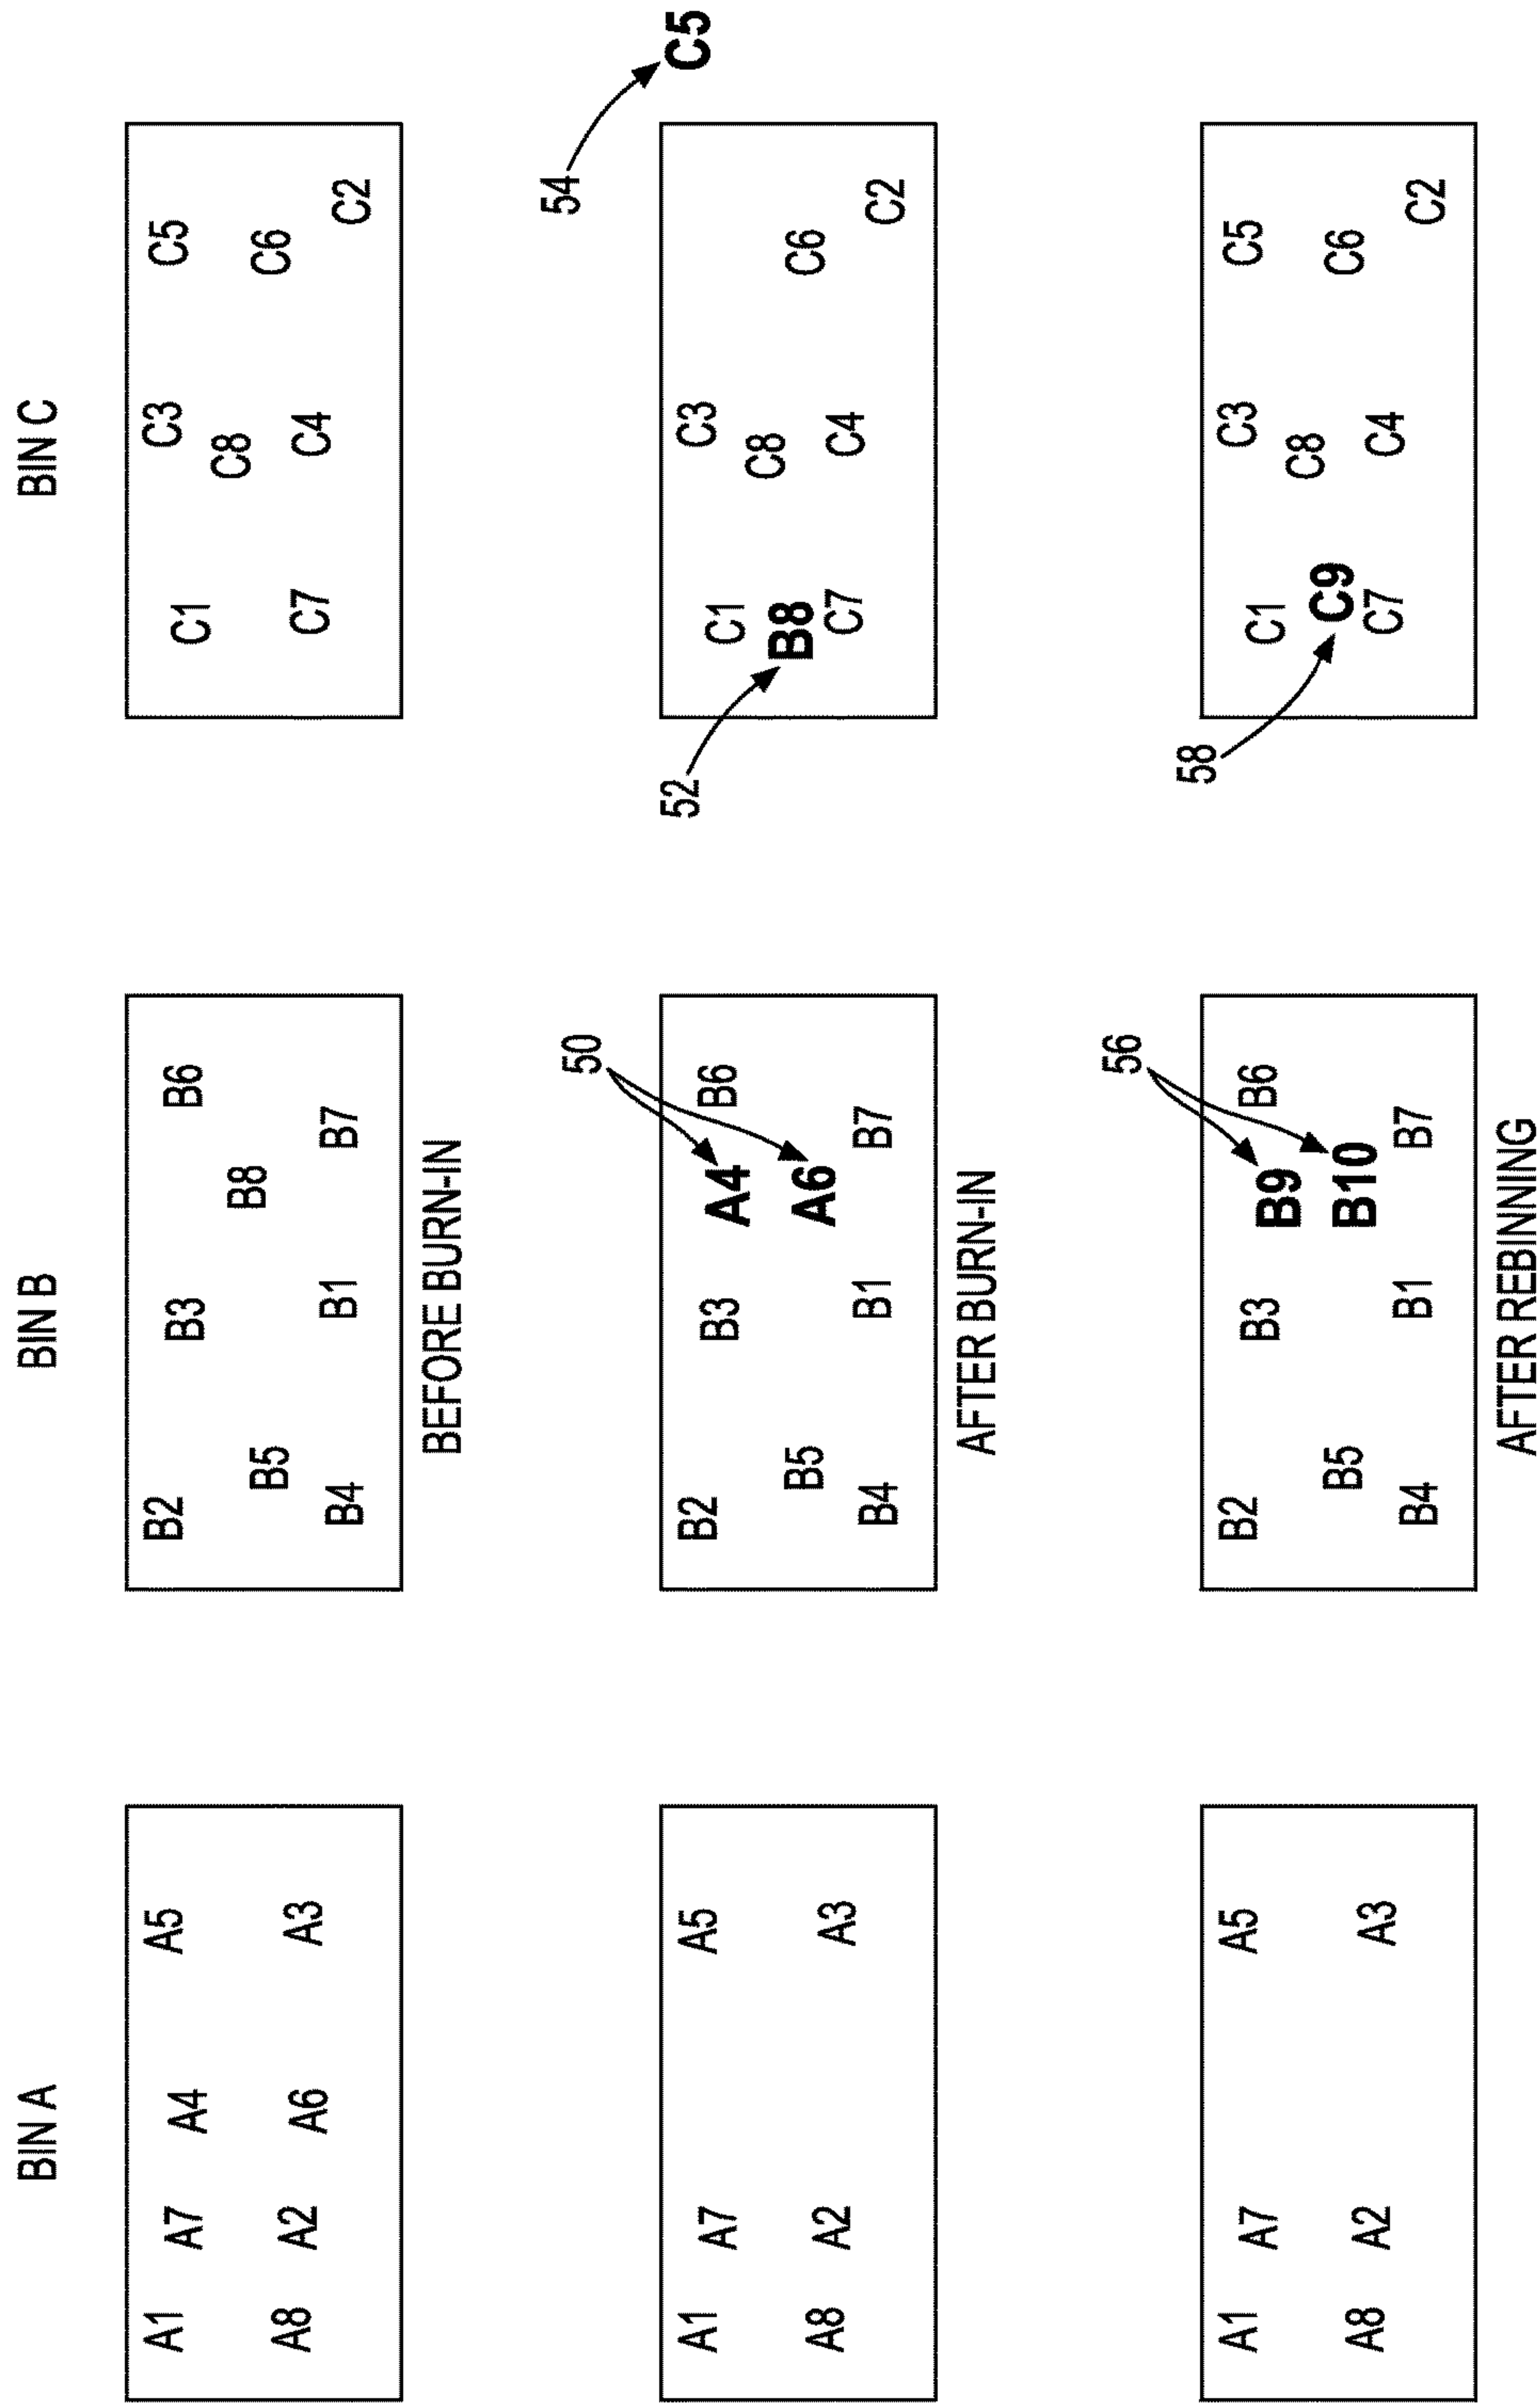 BIN A
BIN B
BIN C
A1 A7 A4 A5
A8 A2 A6 A3
B2 B3 B6
B8
B5
B4 B1 B7
C1 C3 C5
C8
C6
C7 C4
C2
BEFORE BURN-IN
A1 A7 A5
A8 A2 A3
50
B2 B3 A4 B6
B5 A6
B4 B1 B7
52
54
C5
C1 C3
C8
B8 C6
C7 C4
C2
AFTER BURN-IN
A1 A7 A5
A8 A2 A3
56
B2 B3 B9 B6
B5 B10
B4 B1 B7
58
C1 C3 C5
C8
C9 C6
C7 C4
C2
AFTER REBINNING